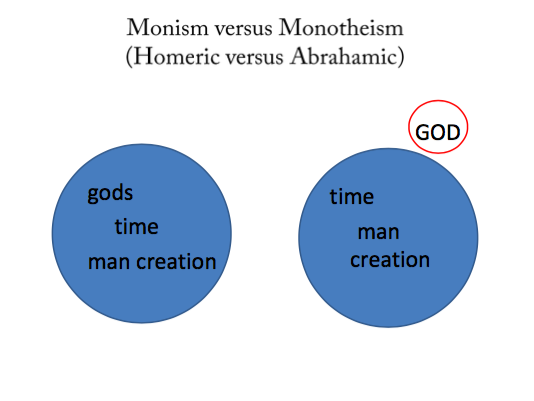 Monism versus Monotheism
(Homeric versus Abrahamic)
gods
time
man creation
GOD
time
man
creation